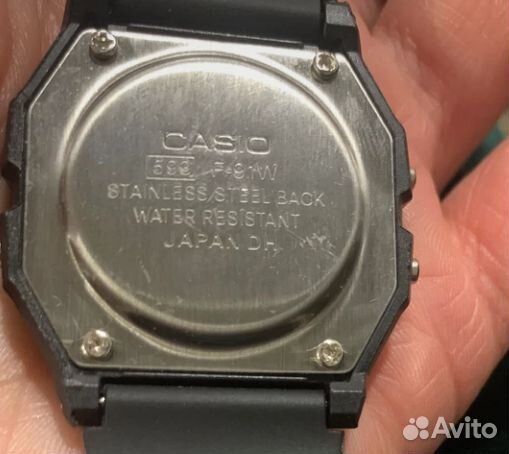 CASIO
593 F-91W
STAINLESS STEEL BACK
WATER RESISTANT
JAPAN DH
Avito